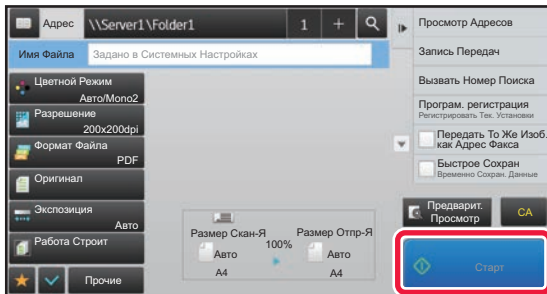 Адрес \\Server1\Folder1 1 +
Имя Файла Задано в Системных Настройках
Цветной Режим
Авто/Mono2
Разрешение
200x200dpi
Формат Файла
PDF
Оригинал
Экспозиция
Авто
Работа Строит
Прочие
Размер Скан-Я
100%
Размер Отпр-Я
Авто
A4
Авто
A4
Просмотр Адресов
Запись Передач
Вызвать Номер Поиска
Програм. регистрация
Регистрировать Тек. Установки
Передать То Же Изоб.
как Адрес Факса
Быстрое Сохран
Временно Сохран. Данные
Предварит.
Просмотр
CA
Старт